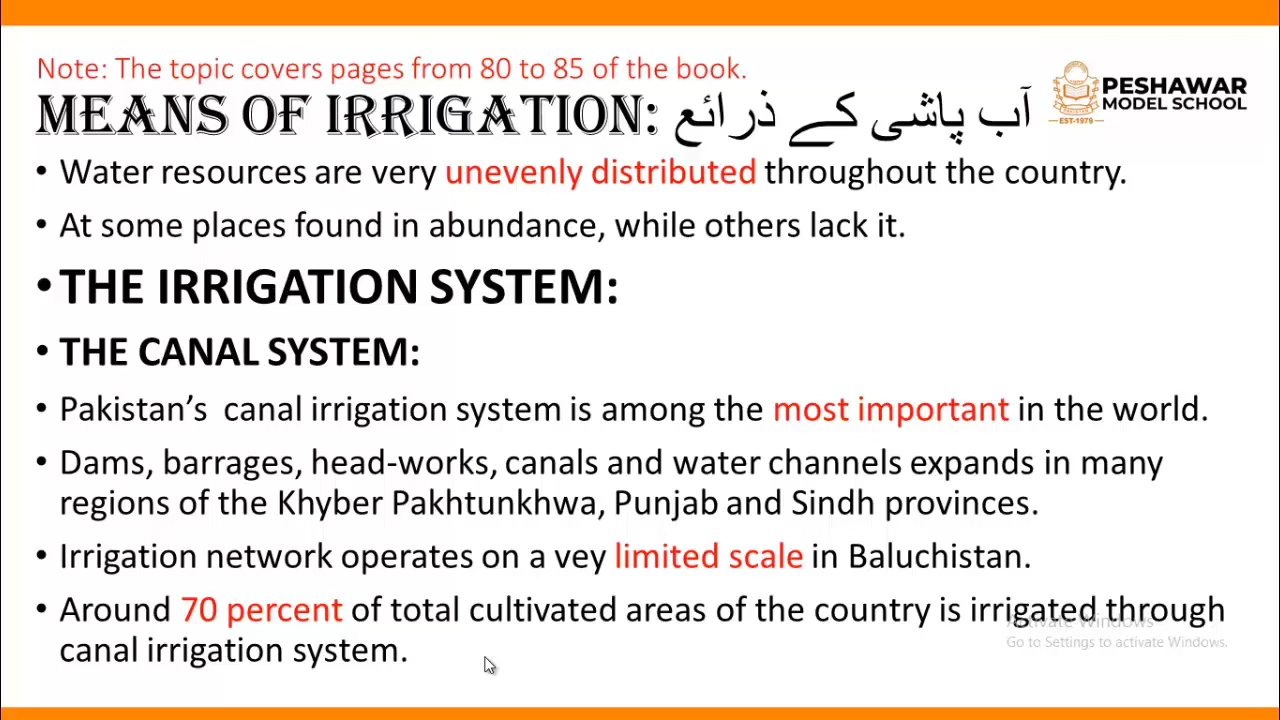 Note: The topic covers pages from 80 to 85 of the book.
MEANS OF IRRIGATION: آب پاشی کے ذرائع
PESHAWAR
MODEL SCHOOL
EST-1979
• Water resources are very unevenly distributed throughout the country.
• At some places found in abundance, while others lack it.
• THE IRRIGATION SYSTEM:
• THE CANAL SYSTEM:
• Pakistan's  canal irrigation system is among the most important in the world.
• Dams, barrages, head-works, canals and water channels expands in many
regions of the Khyber Pakhtunkhwa, Punjab and Sindh provinces.
• Irrigation network operates on a vey limited scale in Baluchistan.
• Around 70 percent of total cultivated areas of the country is irrigated through
canal irrigation system.
Activate Windows
Go to Settings to activate Windows.